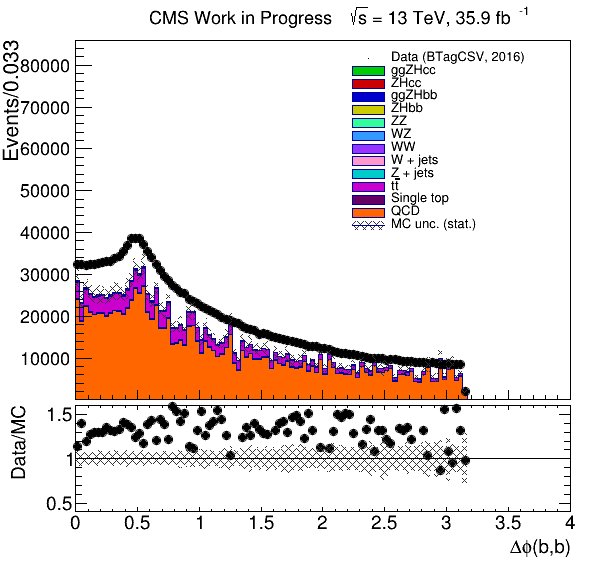 CMS Work in Progress √s = 13 TeV, 35.9 fb -1
Events/0.033
80000
70000
60000
50000
40000
30000
20000
10000
Data (BTagCSV, 2016)
ggZHcc
ZHcc
ggZHbb
ZHbb
ZZ
WZ
WW
W + jets
Z + jets
tt̅
Single top
QCD
MC unc. (stat.)
Data/MC
1.5
1
0.5
0 0.5 1 1.5 2 2.5 3 3.5 4
Δϕ(b,b)